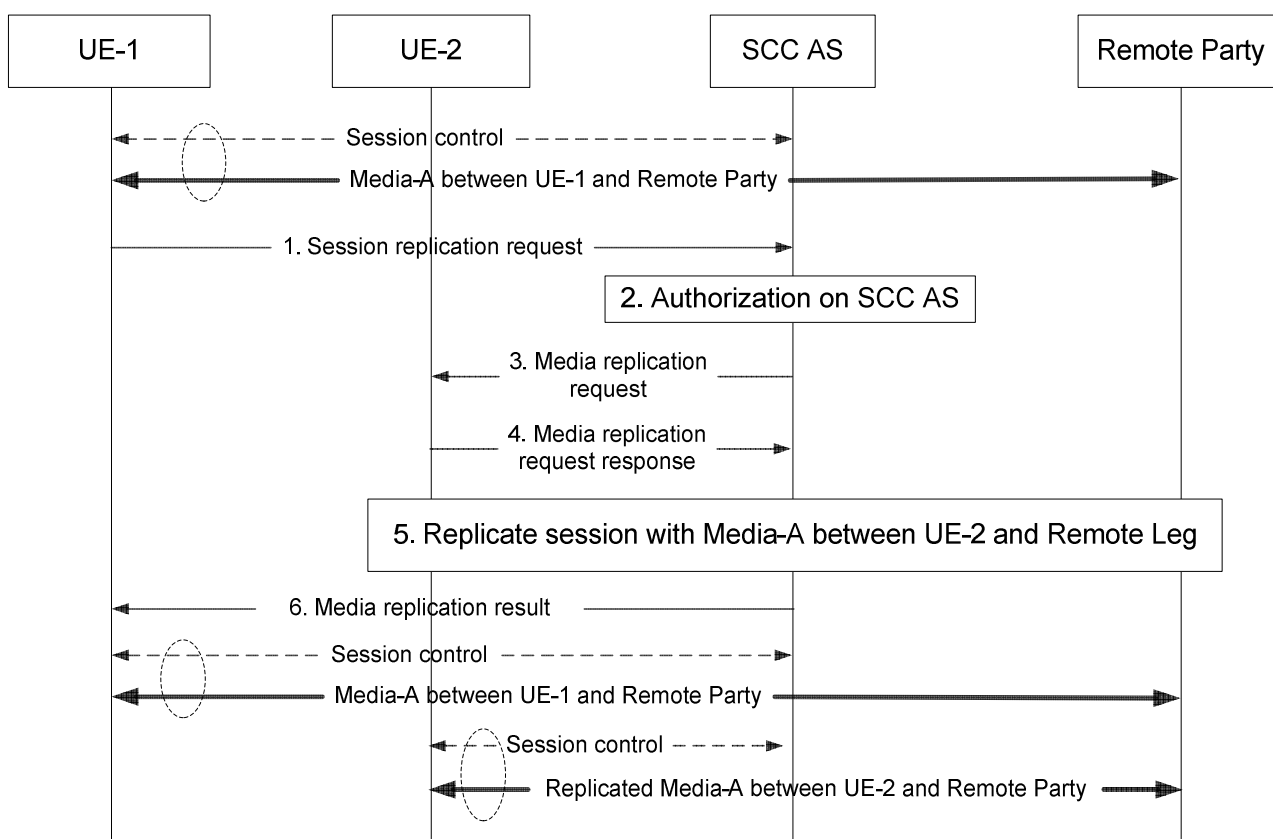 UE-1
UE-2
SCC AS
Remote Party
Session control
Media-A between UE-1 and Remote Party
1. Session replication request
2. Authorization on SCC AS
3. Media replication
request
4. Media replication
request response
5. Replicate session with Media-A between UE-2 and Remote Leg
6. Media replication result
Session control
Media-A between UE-1 and Remote Party
Session control
Replicated Media-A between UE-2 and Remote Party